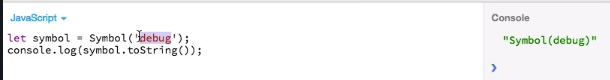 JavaScript
Console
let symbol = Symbol('debug');
console.log(symbol.toString());
"Symbol(debug)"